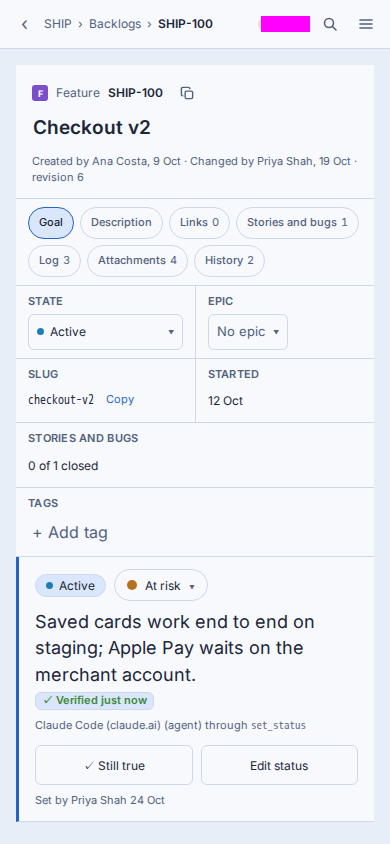 SHIP › Backlogs › SHIP-100
F Feature SHIP-100
Checkout v2
Created by Ana Costa, 9 Oct · Changed by Priya Shah, 19 Oct ·
revision 6
Goal Description Links 0 Stories and bugs 1
Log 3 Attachments 4 History 2
STATE EPIC
Active No epic
SLUG STARTED
checkout-v2 Copy 12 Oct
STORIES AND BUGS
0 of 1 closed
TAGS
+ Add tag
Active At risk
Saved cards work end to end on
staging; Apple Pay waits on the
merchant account.
✓ Verified just now
Claude Code (claude.ai) (agent) through set_status
✓ Still true Edit status
Set by Priya Shah 24 Oct